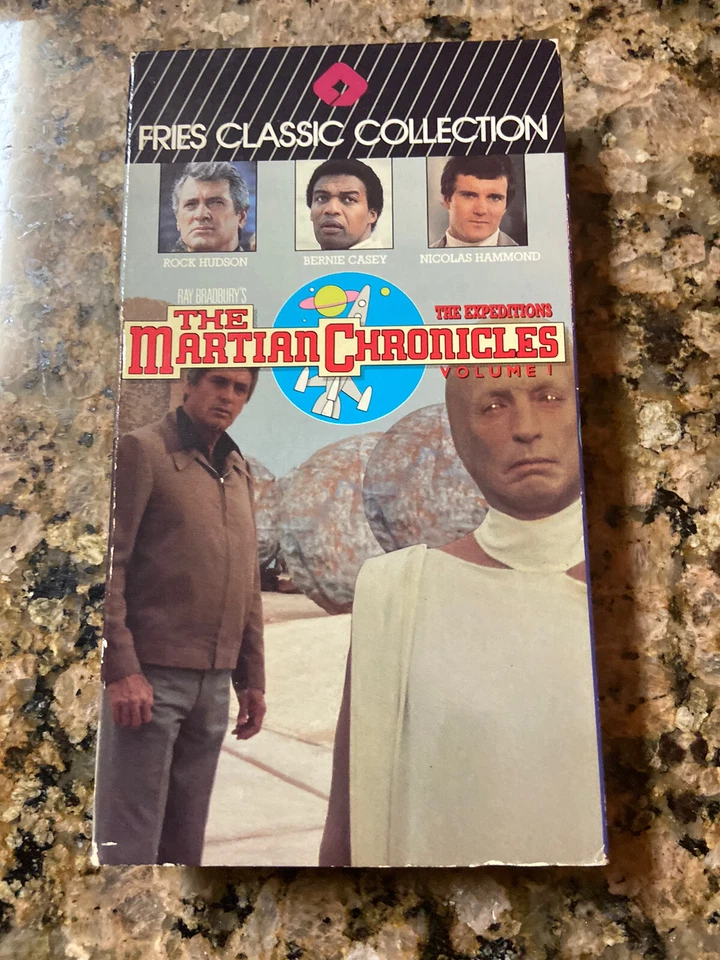 FRIES CLASSIC COLLECTION
ROCK HUDSON
BERNIE CASEY
NICOLAS HAMMOND
RAY BRADBURY'S
THE
MARTIAN CHRONICLES
THE EXPEDITIONS
VOLUME I